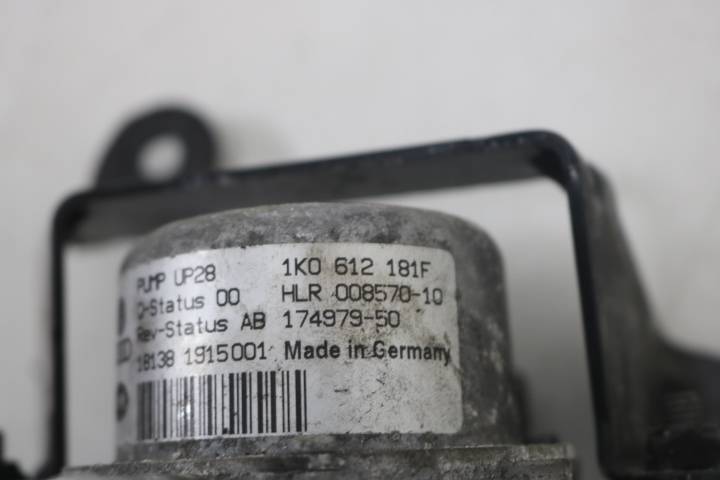 PUMP UP28 1K0 612 181F
Q-Status 00 HLR 008570-10
Rev-Status AB 174979-50
18138 1915001 Made in Germany